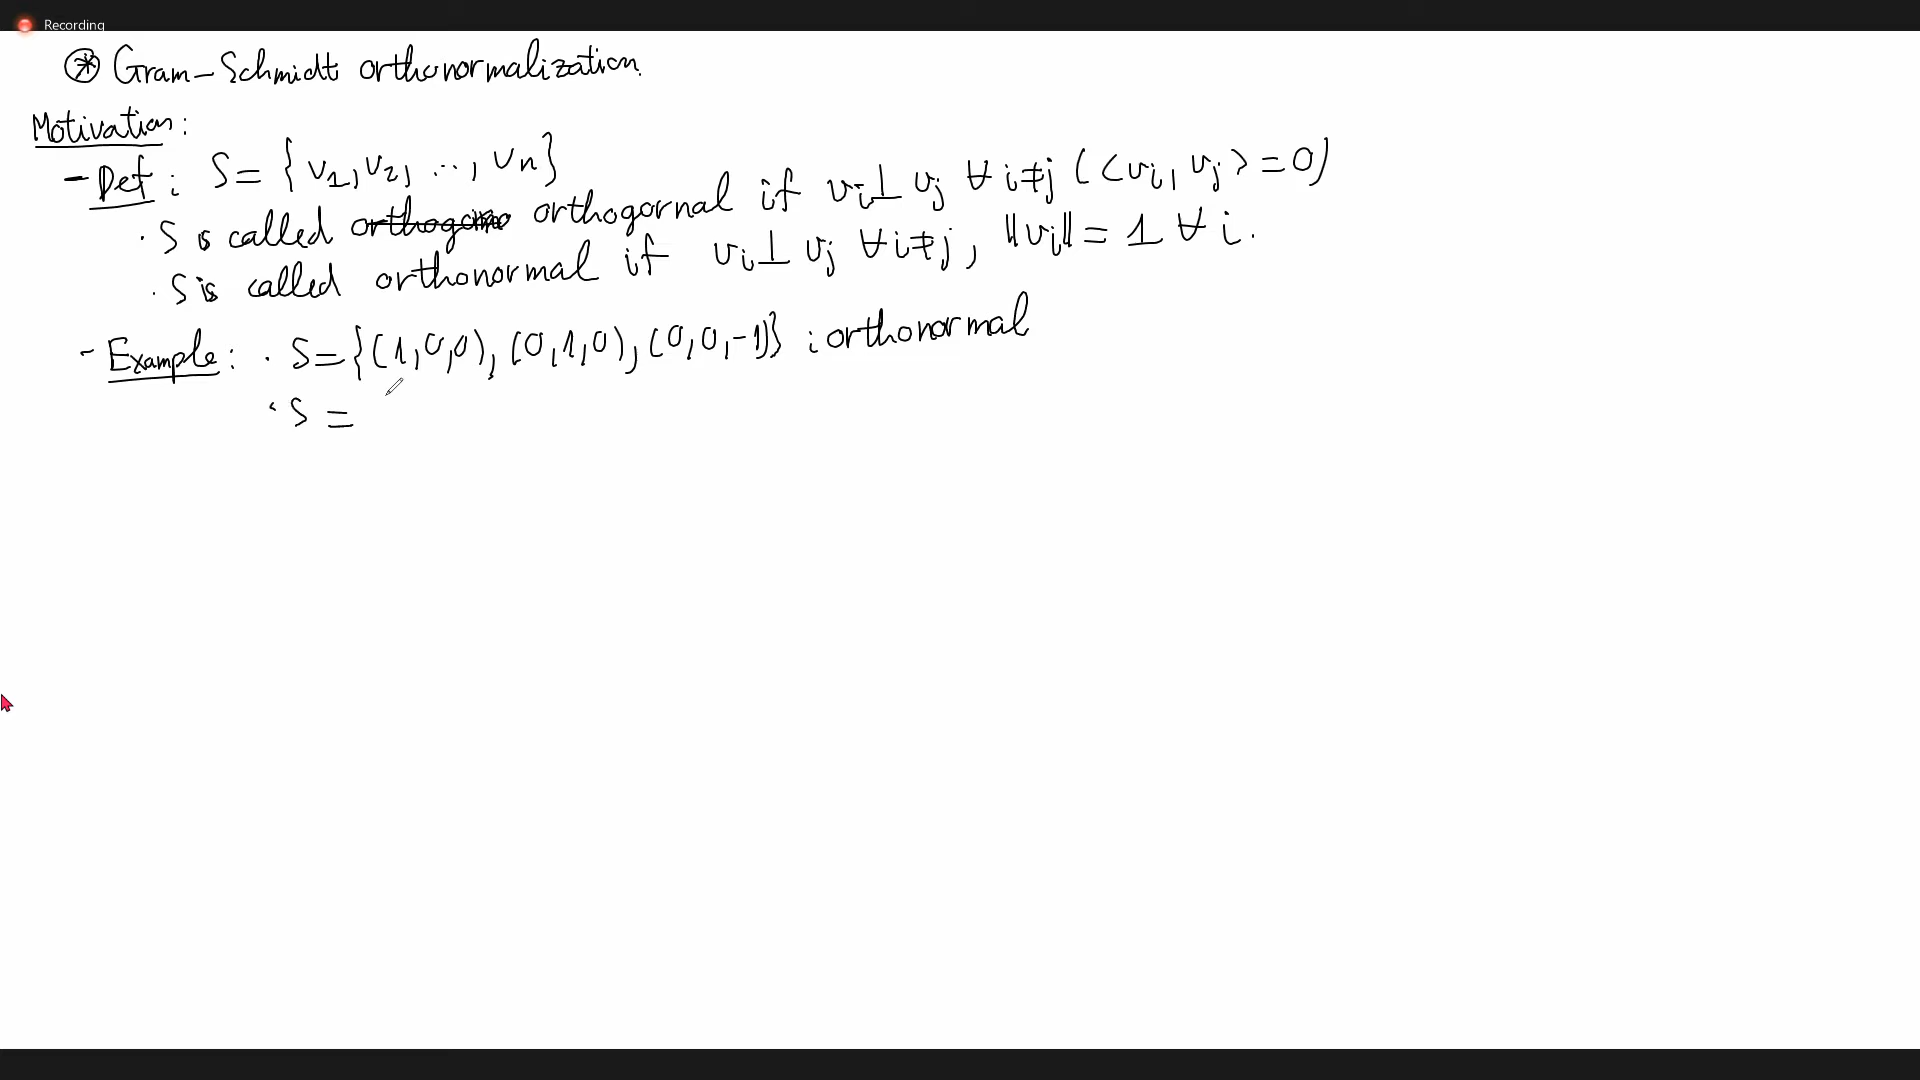 Recording
⊛ Gram-Schmidt orthonormalization.
Motivation:
- Def: S = {v1, v2, ..., vn}
· S is called orthogornal if vi ⊥ vj ∀ i≠j (<vi, vj> = 0)
· S is called orthonormal if vi ⊥ vj ∀ i≠j, ||vi|| = 1 ∀ i.
- Example: · S = {(1,0,0), (0,1,0), (0,0,-1)} : orthonormal
· S =